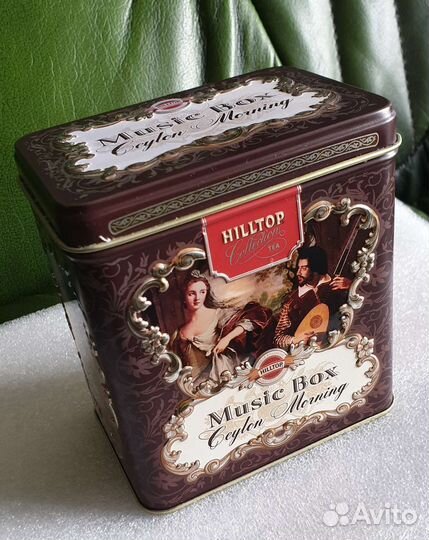 Music Box
Ceylon Morning
HILLTOP
Collection
TEA
HILLTOP
Music Box
Ceylon Morning
Avito